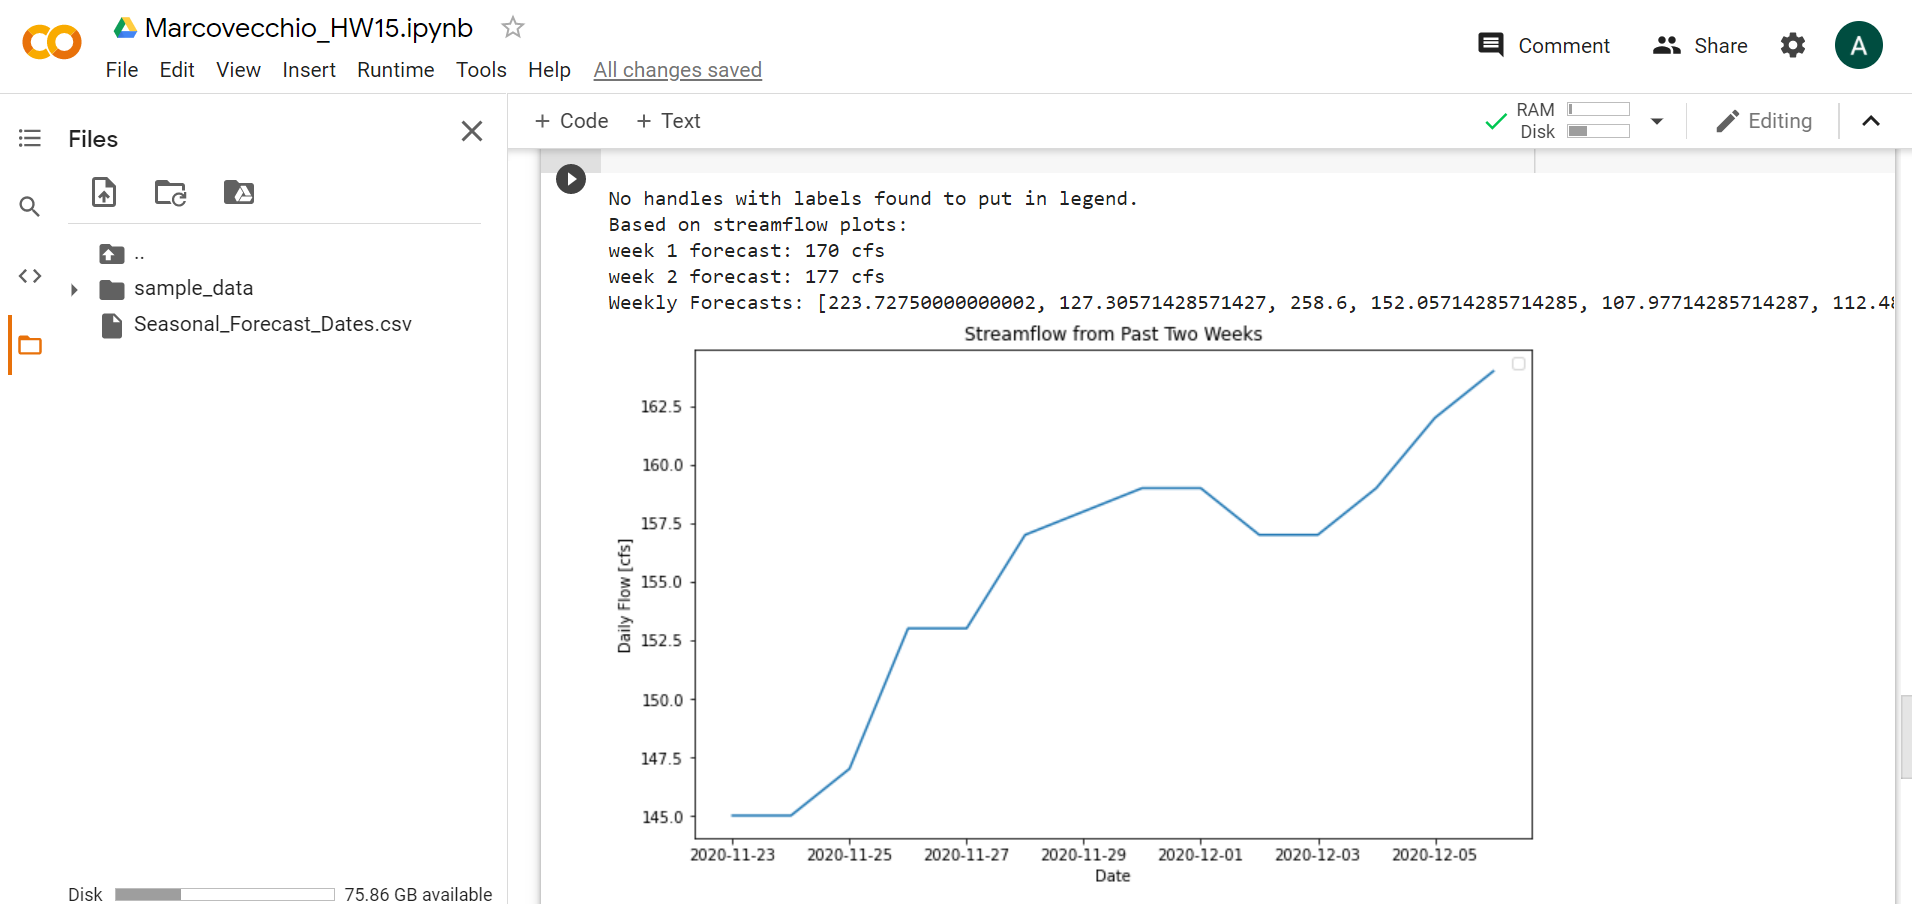 Marcovecchio_HW15.ipynb
File Edit View Insert Runtime Tools Help All changes saved
Comment Share A
Files
..
sample_data
Seasonal_Forecast_Dates.csv
Disk 75.86 GB available
+ Code + Text
RAM
Disk
Editing
No handles with labels found to put in legend.
Based on streamflow plots:
week 1 forecast: 170 cfs
week 2 forecast: 177 cfs
Weekly Forecasts: [223.72750000000002, 127.30571428571427, 258.6, 152.05714285714285, 107.97714285714287, 112.48
Streamflow from Past Two Weeks
162.5
160.0
157.5
155.0
152.5
150.0
147.5
145.0
Daily Flow [cfs]
2020-11-23 2020-11-25 2020-11-27 2020-11-29 2020-12-01 2020-12-03 2020-12-05
Date